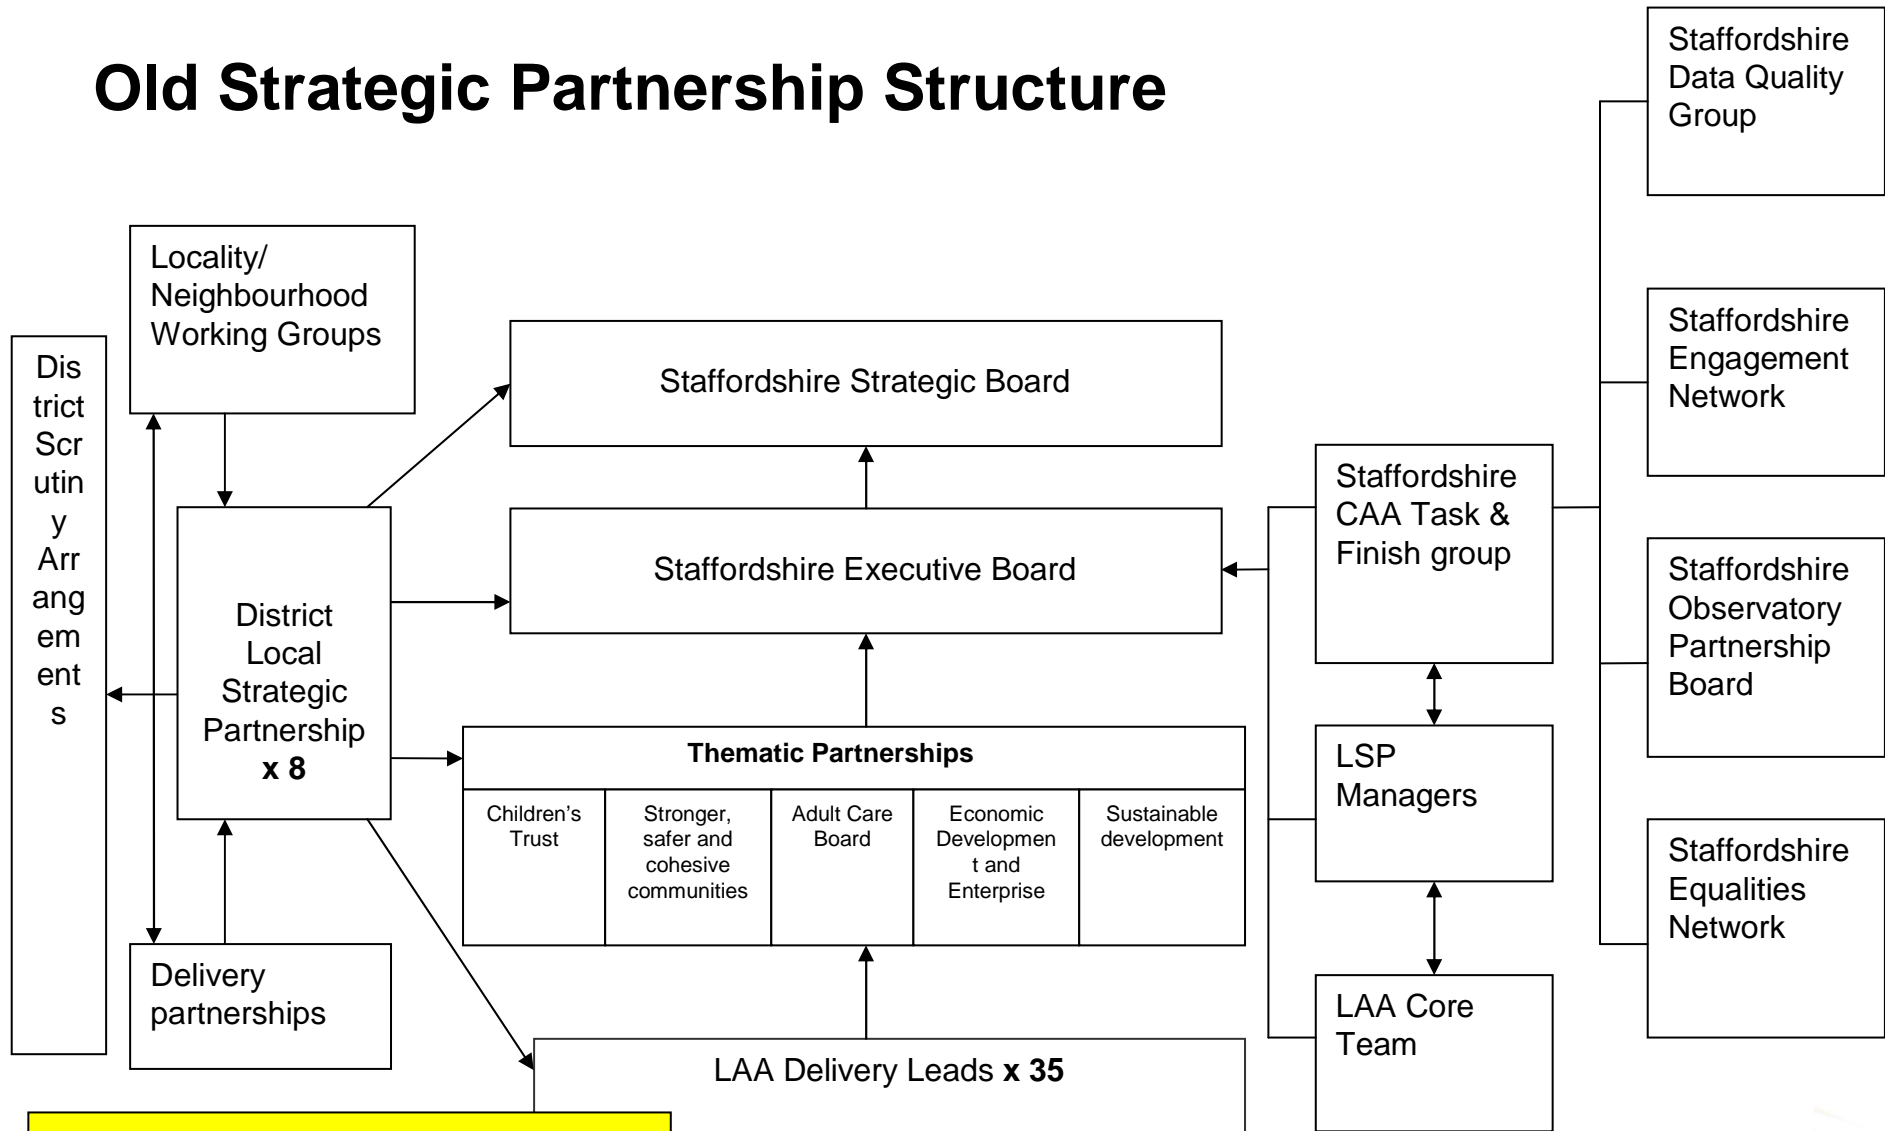 Old Strategic Partnership Structure
Staffordshire
Data Quality
Group
Locality/
Neighbourhood
Working Groups
Staffordshire
Engagement
Network
Dis
trict
Scr
utin
y
Arr
ang
em
ent
s
Staffordshire Strategic Board
Staffordshire
CAA Task &
Finish group
Staffordshire Executive Board
Staffordshire
Observatory
Partnership
Board
District
Local
Strategic
Partnership
x 8
Thematic Partnerships
Children’s
Trust
Stronger,
safer and
cohesive
communities
Adult Care
Board
Economic
Developmen
t and
Enterprise
Sustainable
development
LSP
Managers
Staffordshire
Equalities
Network
Delivery
partnerships
LAA Core
Team
LAA Delivery Leads x 35